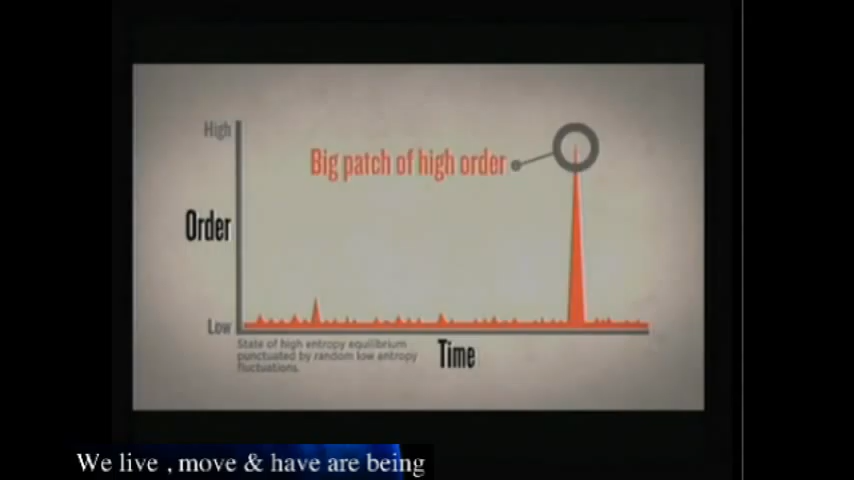 High
Big patch of high order
Order
Low
State of high entropy equilibrium
punctuated by random low entropy
fluctuations.
Time
We live , move & have are being